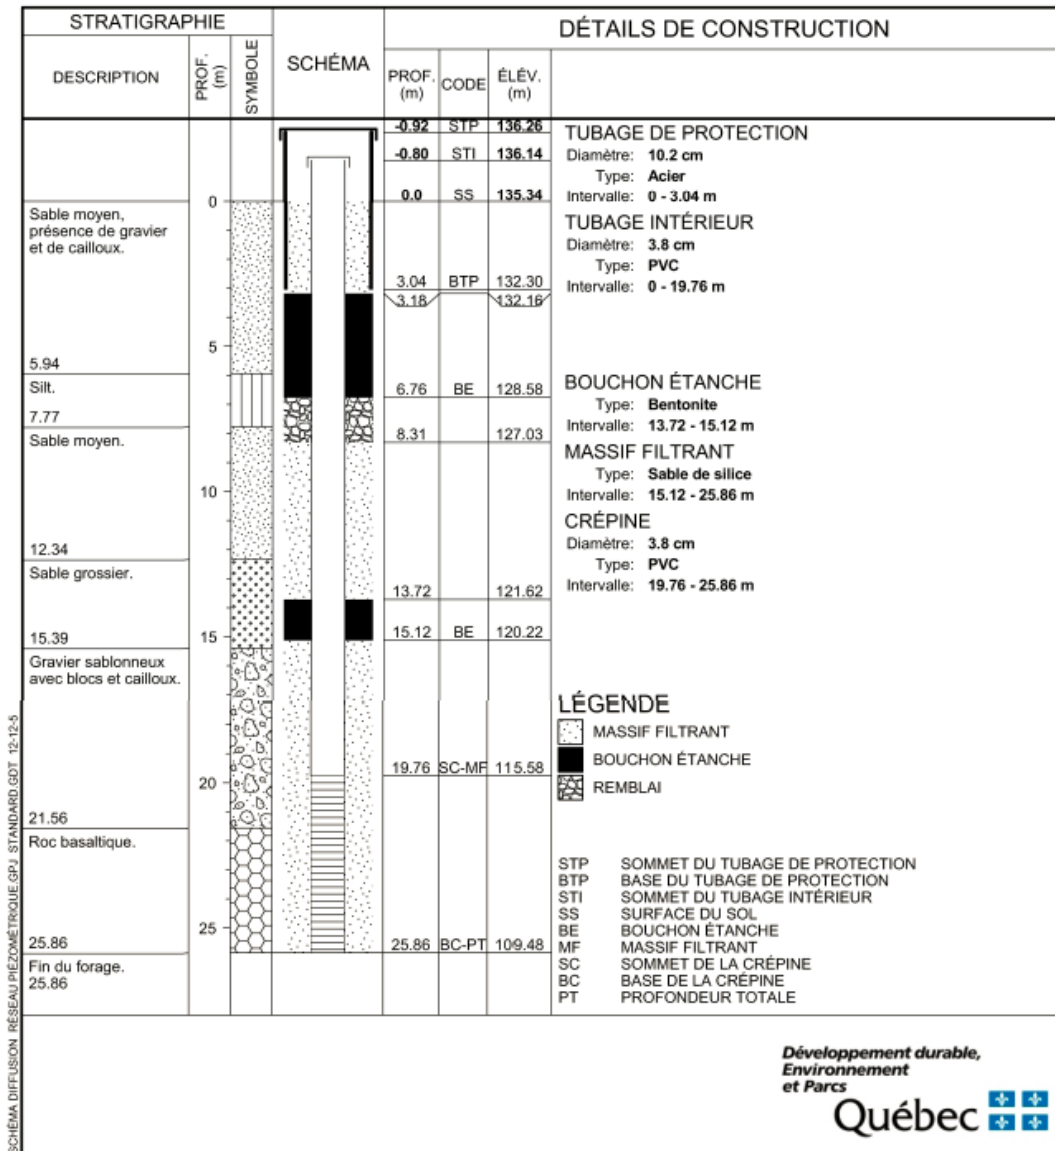 STRATIGRAPHIE
DESCRIPTION
PROF. (m)
SYMBOLE
SCHÉMA
DÉTAILS DE CONSTRUCTION
PROF. (m)
CODE
ÉLÉV. (m)
-0.92 STP 136.26
-0.80 STI 136.14
0.0 SS 135.34
3.04 BTP 132.30
3.18 132.16
6.76 BE 128.58
8.31 127.03
13.72 121.62
15.12 BE 120.22
19.76 SC-MF 115.58
25.86 BC-PT 109.48
Sable moyen,
présence de gravier
et de cailloux.
5.94
Silt.
7.77
Sable moyen.
12.34
Sable grossier.
15.39
Gravier sablonneux
avec blocs et cailloux.
21.56
Roc basaltique.
25.86
Fin du forage.
25.86
0
5
10
15
20
25
TUBAGE DE PROTECTION
Diamètre: 10.2 cm
Type: Acier
Intervalle: 0 - 3.04 m
TUBAGE INTÉRIEUR
Diamètre: 3.8 cm
Type: PVC
Intervalle: 0 - 19.76 m
BOUCHON ÉTANCHE
Type: Bentonite
Intervalle: 13.72 - 15.12 m
MASSIF FILTRANT
Type: Sable de silice
Intervalle: 15.12 - 25.86 m
CRÉPINE
Diamètre: 3.8 cm
Type: PVC
Intervalle: 19.76 - 25.86 m
LÉGENDE
MASSIF FILTRANT
BOUCHON ÉTANCHE
REMBLAI
STP SOMMET DU TUBAGE DE PROTECTION
BTP BASE DU TUBAGE DE PROTECTION
STI SOMMET DU TUBAGE INTÉRIEUR
SS SURFACE DU SOL
BE BOUCHON ÉTANCHE
MF MASSIF FILTRANT
SC SOMMET DE LA CRÉPINE
BC BASE DE LA CRÉPINE
PT PROFONDEUR TOTALE
SCHÉMA DIFFUSION RÉSEAU PIÉZOMÉTRIQUE.GPJ STANDARD.GDT 12-12-5
Développement durable,
Environnement
et Parcs
Québec